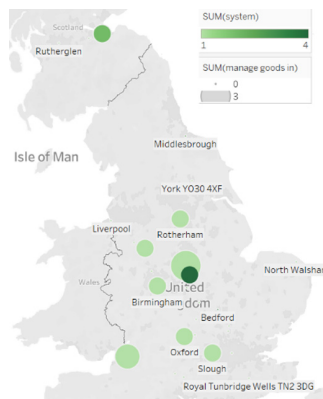 Scotland
Rutherglen
SUM(system)
1 4
SUM(manage goods in)
0
3
Middlesbrough
Isle of Man
York YO30 4XF
Liverpool
Rotherham
Wales
North Walsha
United
Birmingham
gdom
Bedford
Oxford
Slough
Royal Tunbridge Wells TN2 3DG